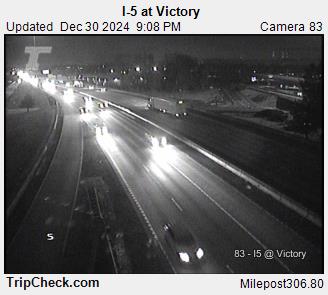 I-5 at Victory
Updated Dec 30 2024 9:08 PM Camera 83
S
83 - I5 @ Victory
TripCheck.com Milepost306.80